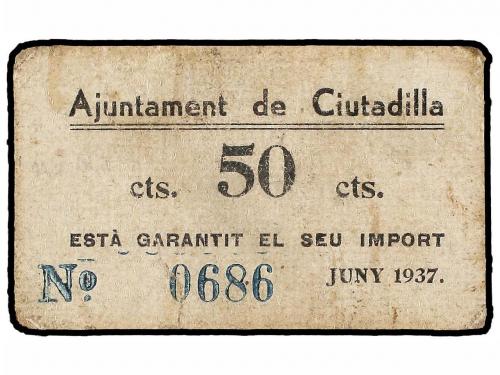 Ajuntament de Ciutadilla
cts. 50 cts.
ESTÀ GARANTIT EL SEU IMPORT
Nº 0686 JUNY 1937.